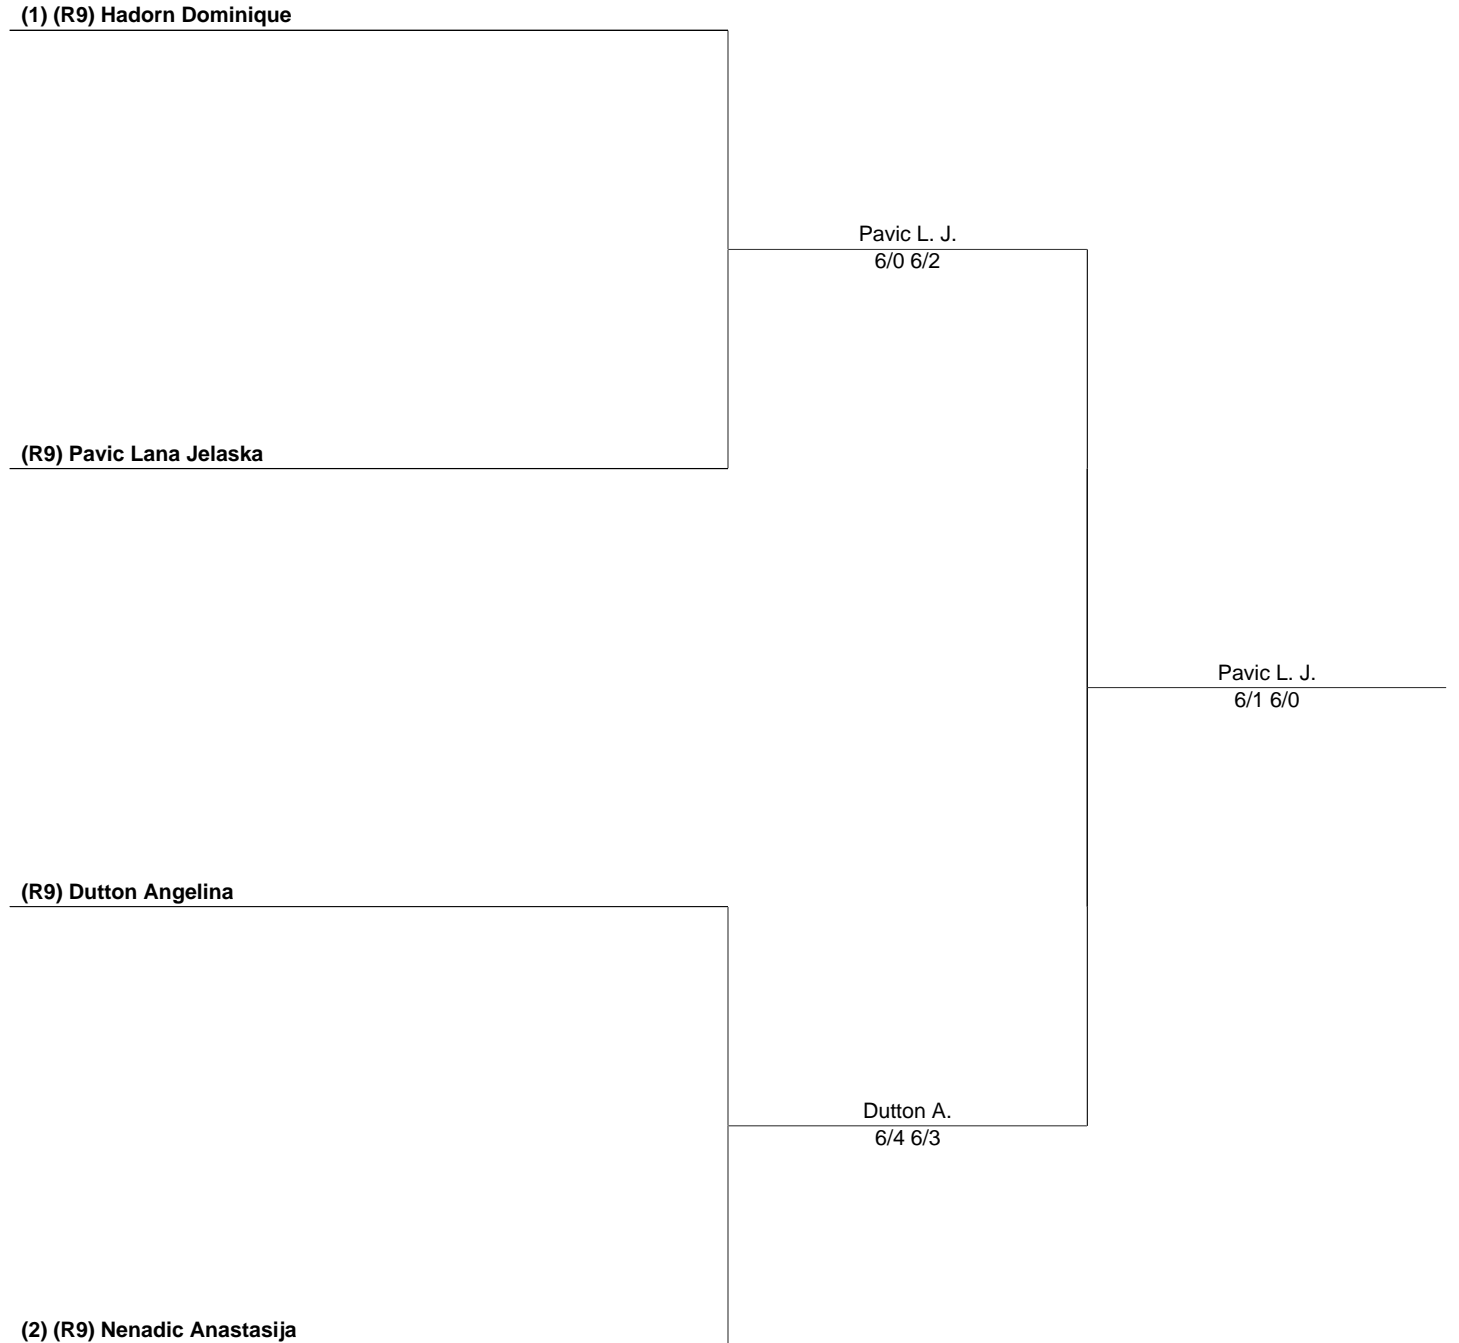 (1) (R9) Hadorn Dominique
Pavic L. J.
6/0 6/2
(R9) Pavic Lana Jelaska
Pavic L. J.
6/1 6/0
(R9) Dutton Angelina
Dutton A.
6/4 6/3
(2) (R9) Nenadic Anastasija